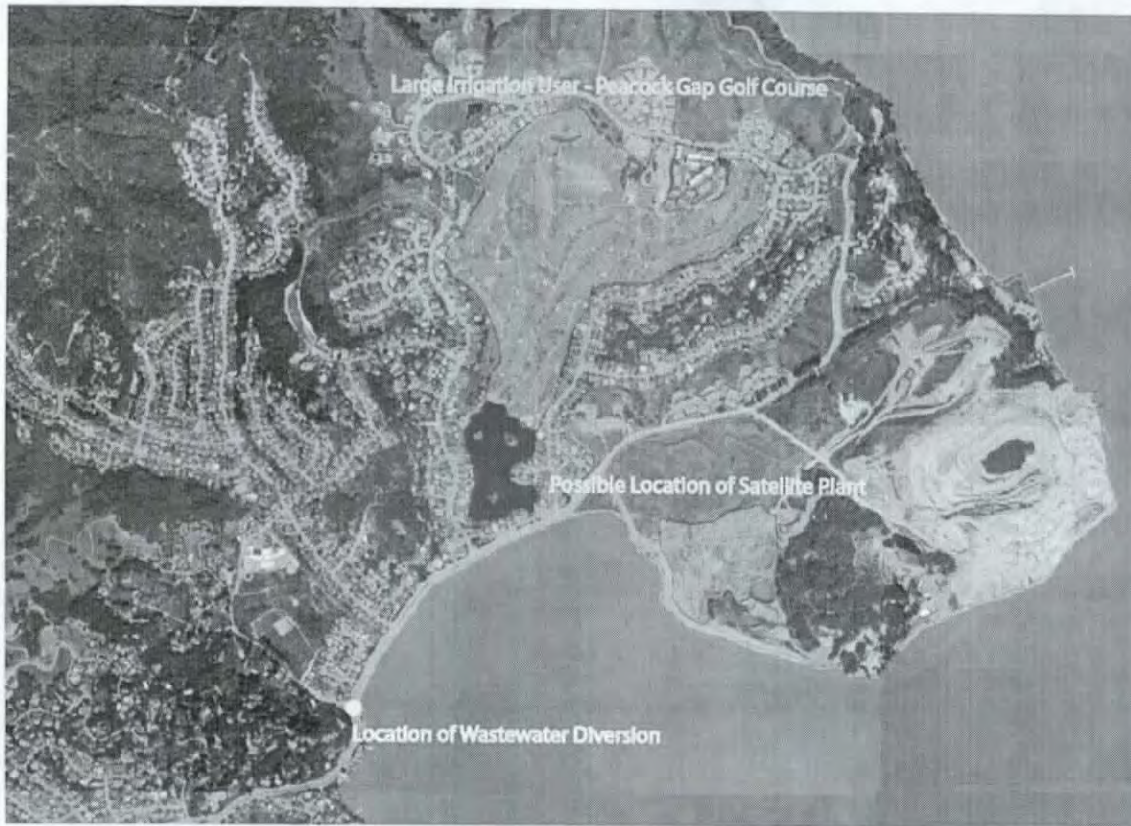 Large Irrigation User - Peacock Gap Golf Course
Possible Location of Satellite Plant
Location of Wastewater Diversion